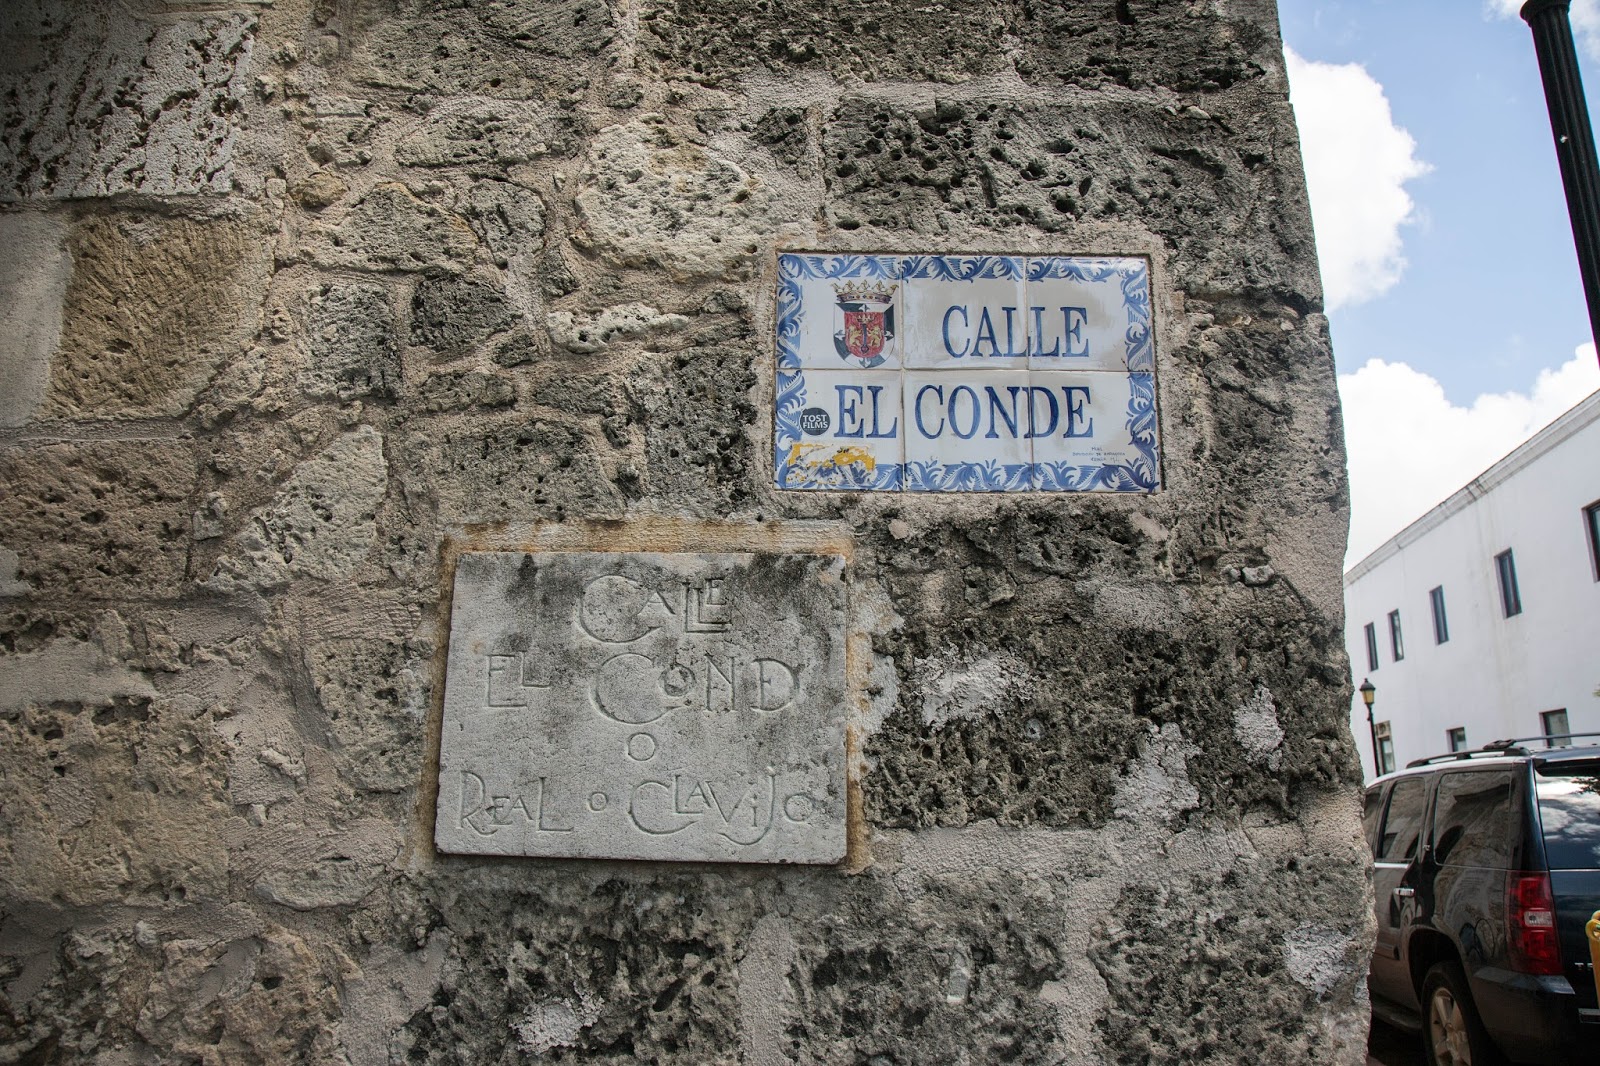 CALLE
EL CONDE
TOST
FILMS
CALLE
EL COND
O
REAL O CLAVIJO